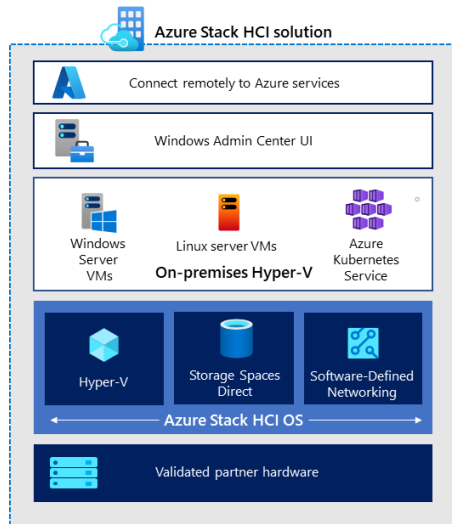 Azure Stack HCI solution
Connect remotely to Azure services
Windows Admin Center UI
Windows
Server
VMs
Linux server VMs
Azure
Kubernetes
Service
On-premises Hyper-V
Hyper-V
Storage Spaces
Direct
Software-Defined
Networking
Azure Stack HCI OS
Validated partner hardware